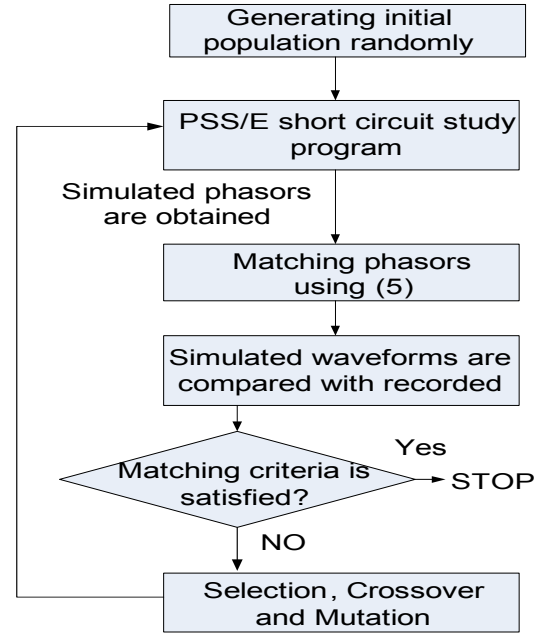 Generating initial
population randomly
PSS/E short circuit study
program
Simulated phasors
are obtained
Matching phasors
using (5)
Simulated waveforms are
compared with recorded
Matching criteria is
satisfied?
Yes
STOP
NO
Selection, Crossover
and Mutation